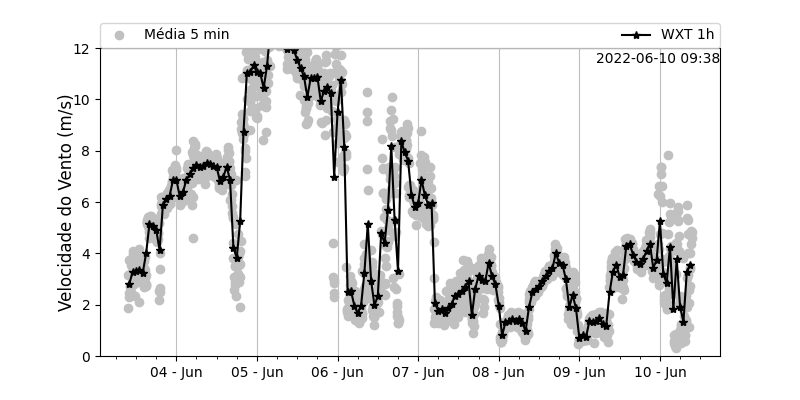 Média 5 min
WXT 1h
2022-06-10 09:38
Velocidade do Vento (m/s)
12
10
8
6
4
2
0
04 - Jun
05 - Jun
06 - Jun
07 - Jun
08 - Jun
09 - Jun
10 - Jun